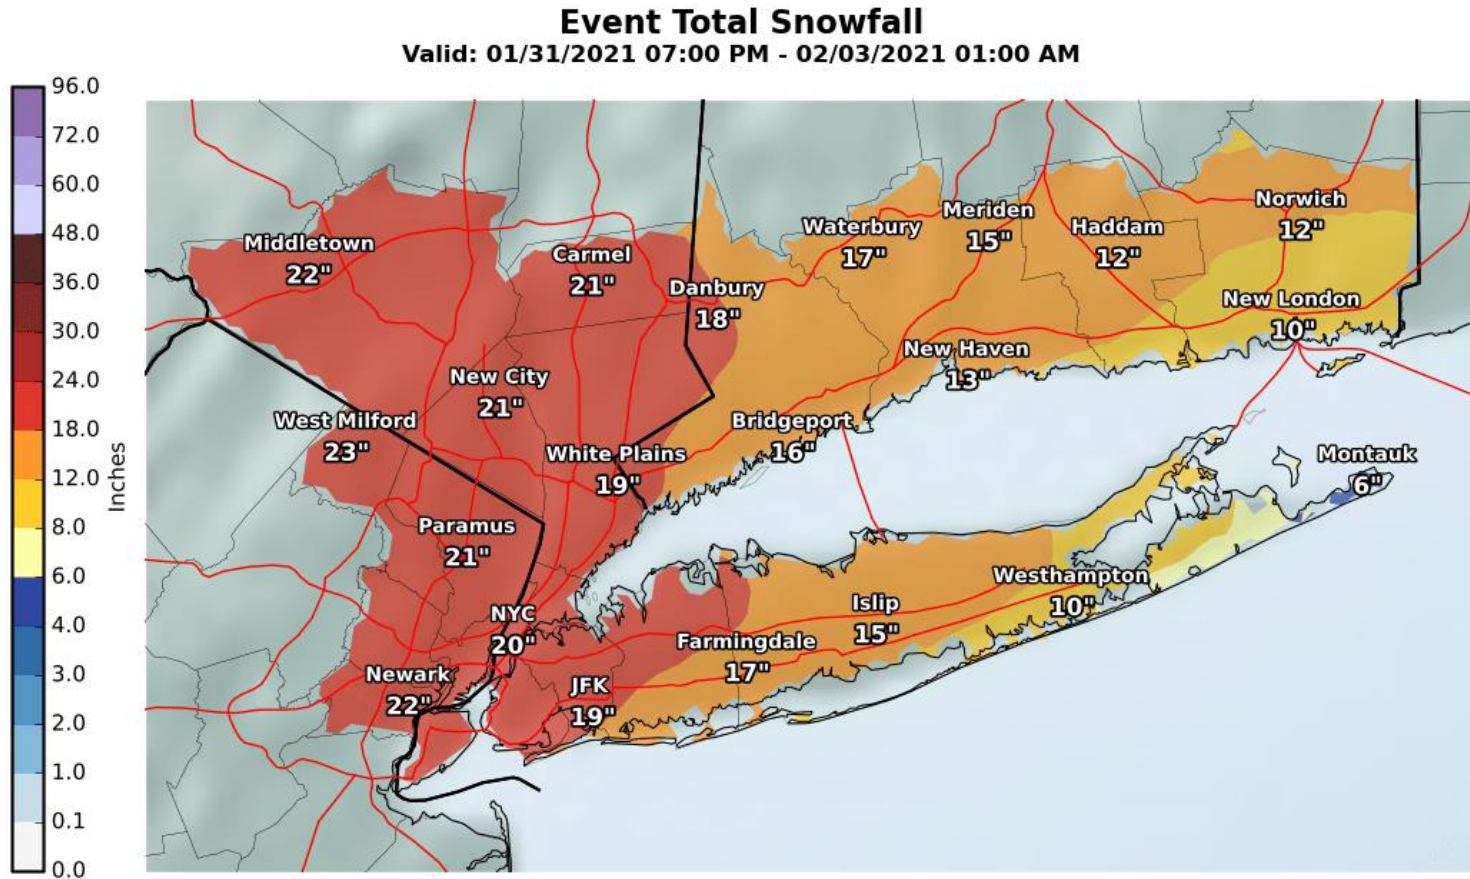 Event Total Snowfall
Valid: 01/31/2021 07:00 PM - 02/03/2021 01:00 AM
96.0
72.0
60.0
48.0
36.0
30.0
24.0
18.0
12.0
8.0
6.0
4.0
3.0
2.0
1.0
0.1
0.0
Inches
Middletown
22"
Carmel
21"
Danbury
18"
Waterbury
17"
Meriden
15"
Haddam
12"
Norwich
12"
New London
10"
New Haven
13"
New City
21"
West Milford
23"
White Plains
19"
Bridgeport
16"
Montauk
6"
Paramus
21"
Westhampton
10"
Islip
15"
NYC
20"
Farmingdale
17"
Newark
22"
JFK
19"